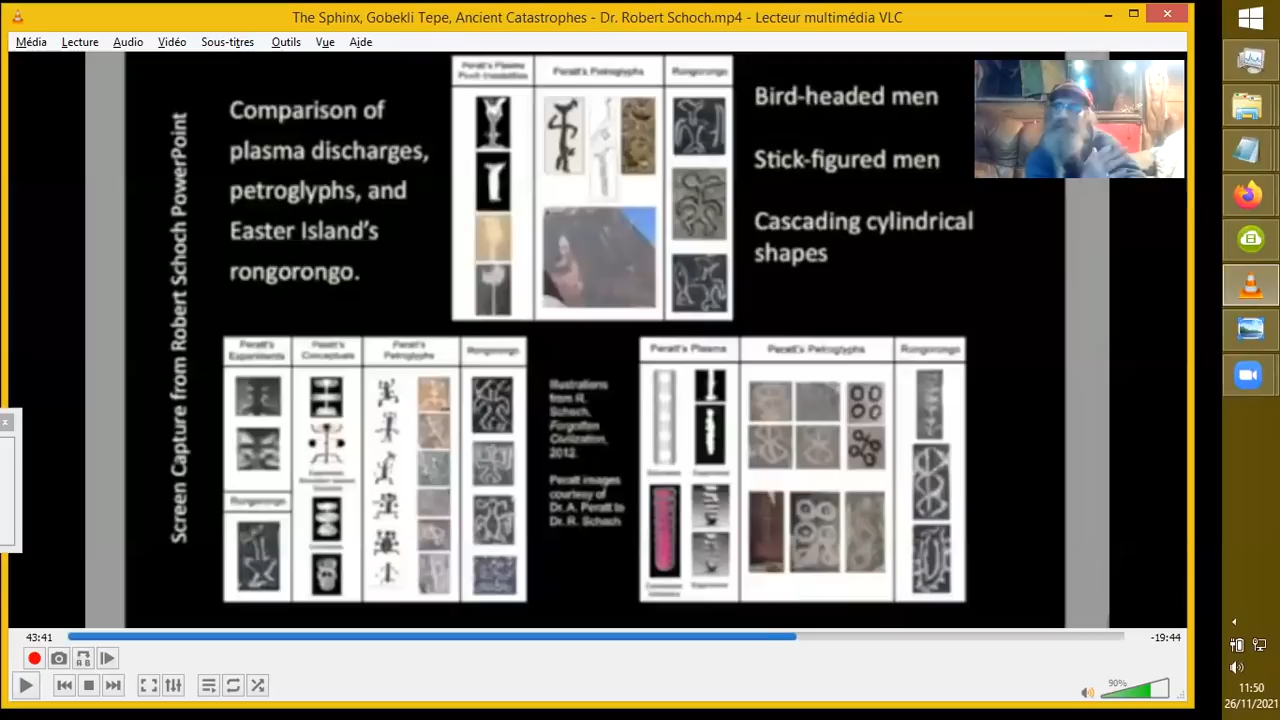 The Sphinx, Gobekli Tepe, Ancient Catastrophes - Dr. Robert Schoch.mp4 - Lecteur multimédia VLC
Média Lecture Audio Vidéo Sous-titres Outils Vue Aide
Screen Capture from Robert Schoch PowerPoint
Comparison of
plasma discharges,
petroglyphs, and
Easter Island's
rongorongo.
Peratt's Plasma
Peratt's Petroglyphs
Rongorongo
Bird-headed men
Stick-figured men
Cascading cylindrical
shapes
Peratt's
Experiments
Peratt's
Conceptuals
Peratt's
Petroglyphs
Rongorongo
Rongorongo
Illustrations
from R.
Schoch,
Forgotten
Civilization,
2012.
Peratt images
courtesy of
Dr. A. Peratt to
Dr. R. Schoch
Peratt's Plasma
Peratt's Petroglyphs
Rongorongo
43:41
-19:44
90%
11:50
26/11/2021